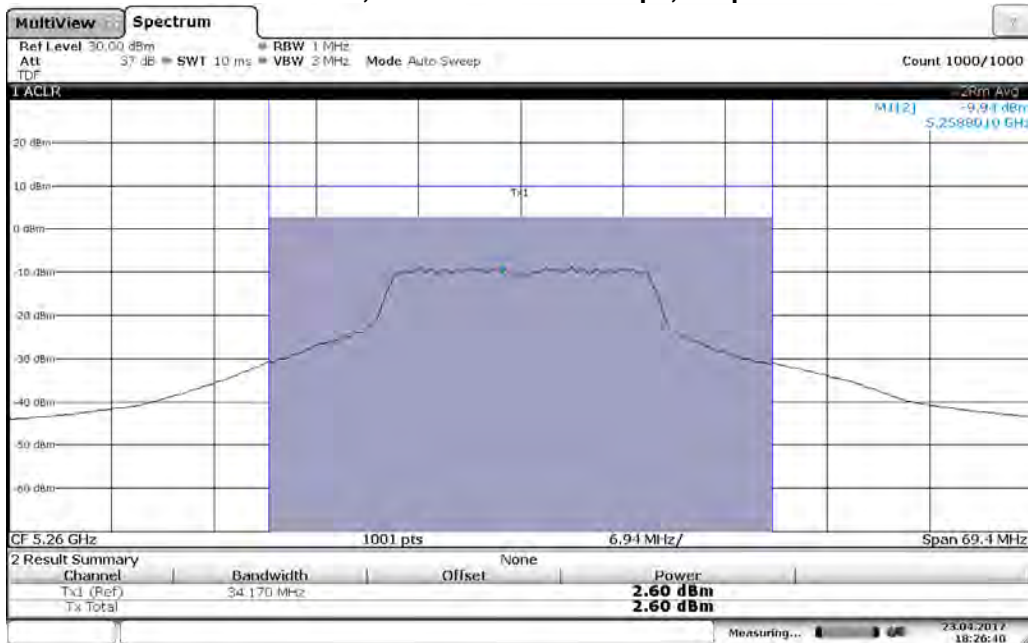 MultiView Spectrum
Ref Level 30.00 dBm RBW 1 MHz
Att 37 dB SWT 10 ms VBW 3 MHz Mode Auto Sweep Count 1000/1000
TDF
1 ACLR 2Rm Avg
M1[2] -9.94 dBm
5.2588010 GHz
20 dBm
10 dBm
Tx1
0 dBm
-10 dBm
-20 dBm
-30 dBm
-40 dBm
-50 dBm
-60 dBm
CF 5.26 GHz 1001 pts 6.94 MHz/ Span 69.4 MHz
2 Result Summary None
Channel Bandwidth Offset Power
Tx1 (Ref) 34.170 MHz 2.60 dBm
Tx Total 2.60 dBm
Measuring... 23.04.2017
18:26:40